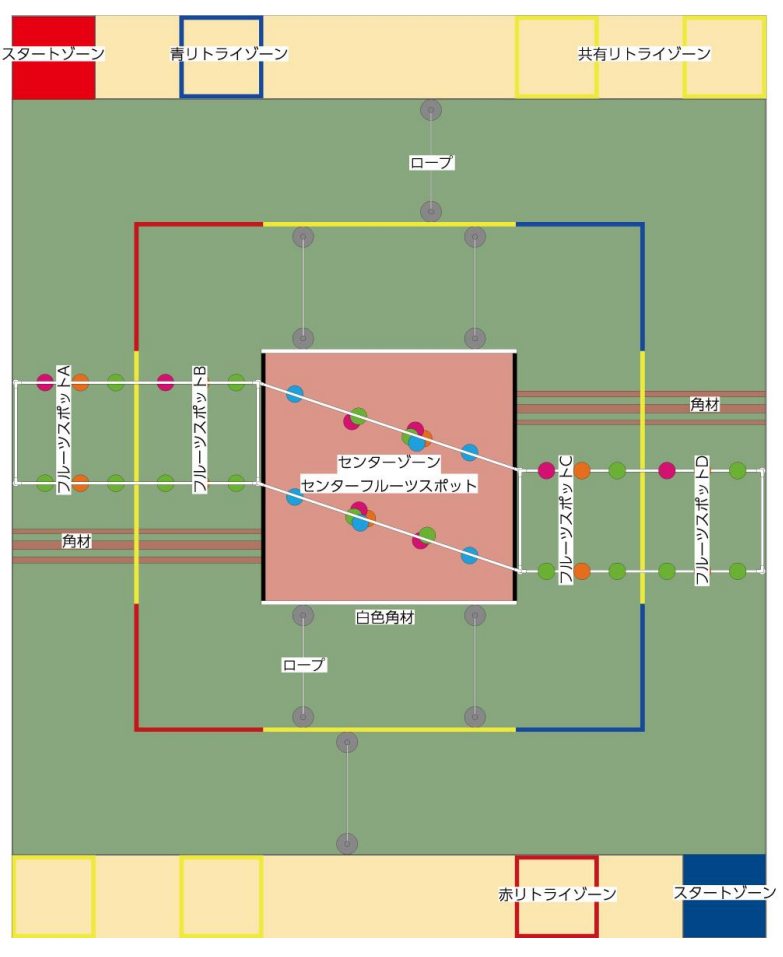 スタートゾーン
青リトライゾーン
共有リトライゾーン
ロープ
フルーツスポットA
フルーツスポットB
角材
センターゾーン
センターフルーツスポット
フルーツスポットC
フルーツスポットD
角材
白色角材
ロープ
赤リトライゾーン
スタートゾーン